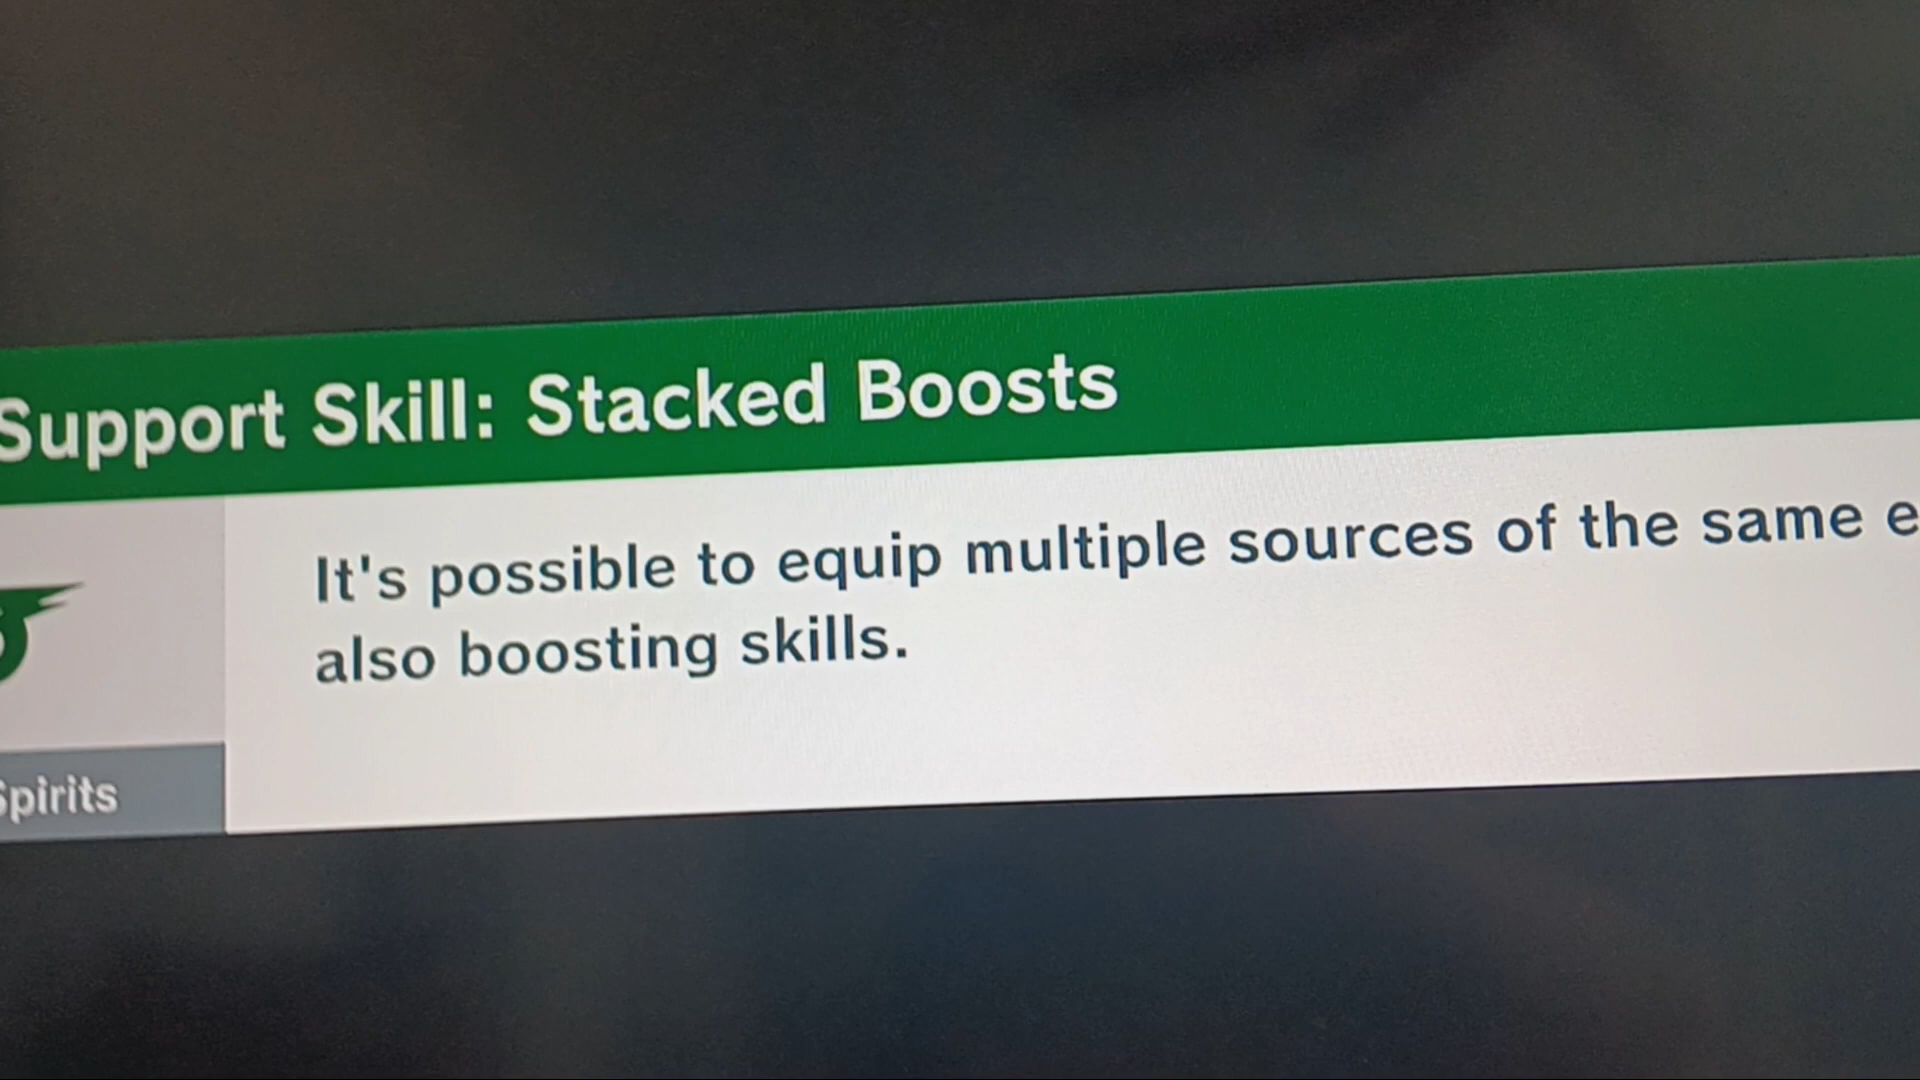 Support Skill: Stacked Boosts
It's possible to equip multiple sources of the same
also boosting skills.
Spirits